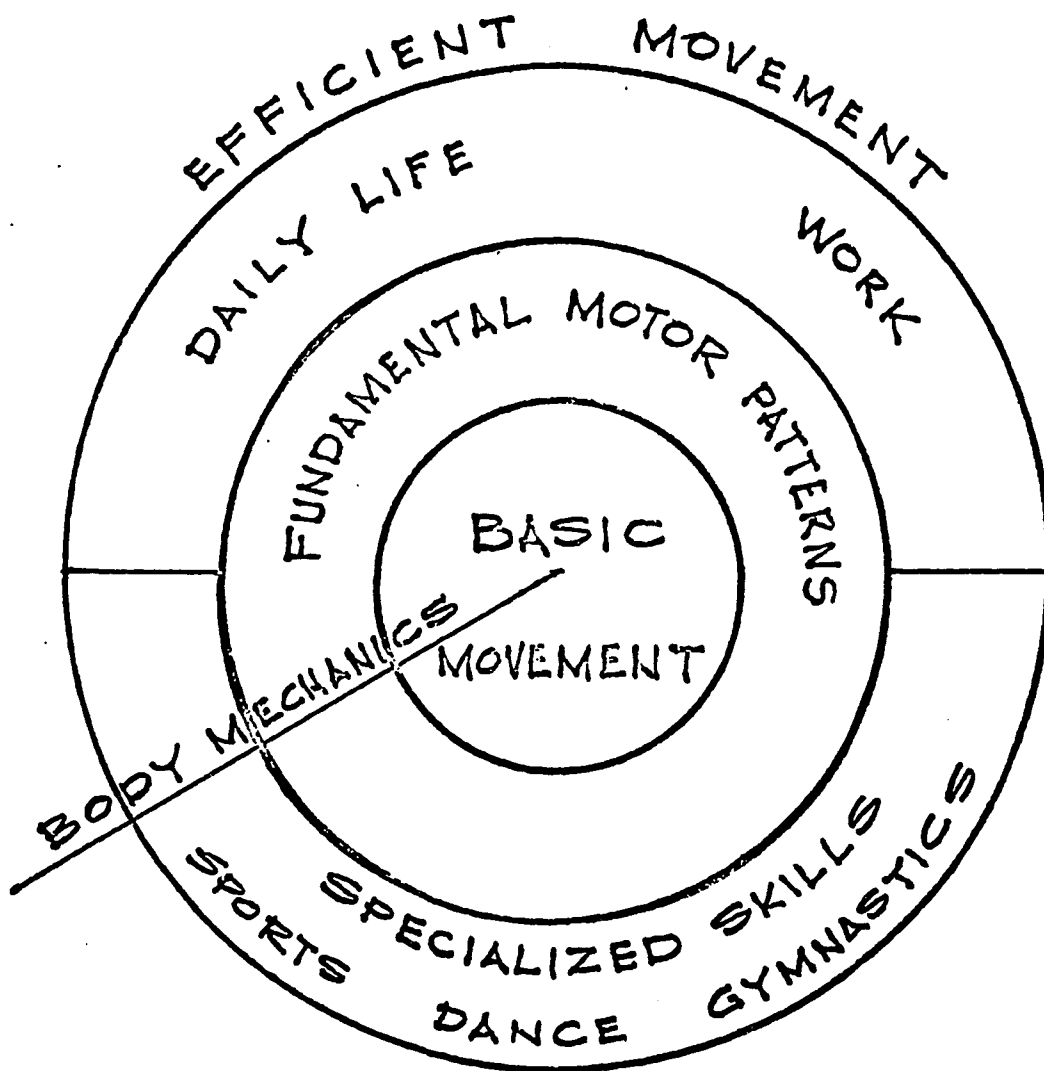 EFFICIENT MOVEMENT
DAILY LIFE
WORK
FUNDAMENTAL MOTOR PATTERNS
BASIC
MOVEMENT
BODY MECHANICS
SPECIALIZED SKILLS
SPORTS DANCE GYMNASTICS